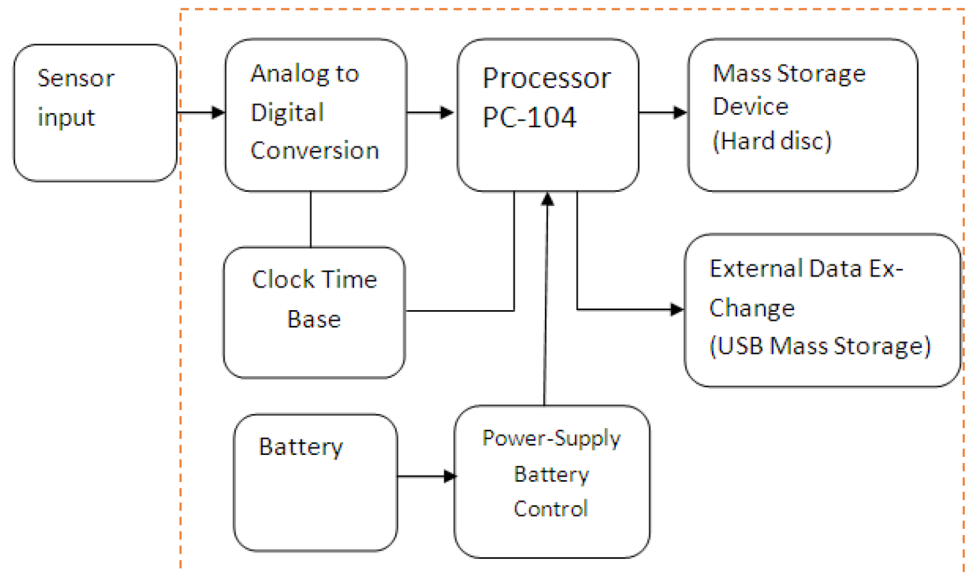 Sensor
input
Analog to
Digital
Conversion
Processor
PC-104
Mass Storage
Device
(Hard disc)
Clock Time
Base
External Data Ex-
Change
(USB Mass Storage)
Battery
Power-Supply
Battery
Control